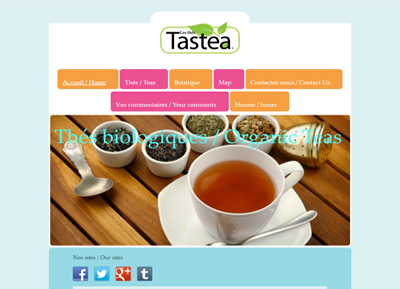 Les thés
Tastea
Accueil / Home
Thés / Teas
Boutique
Map
Contactez-nous / Contact Us
Vos commentaires / Your comments
Heures / hours
Thés biologiques / Organic Teas
Nos sites / Our sites
f
g+1
t